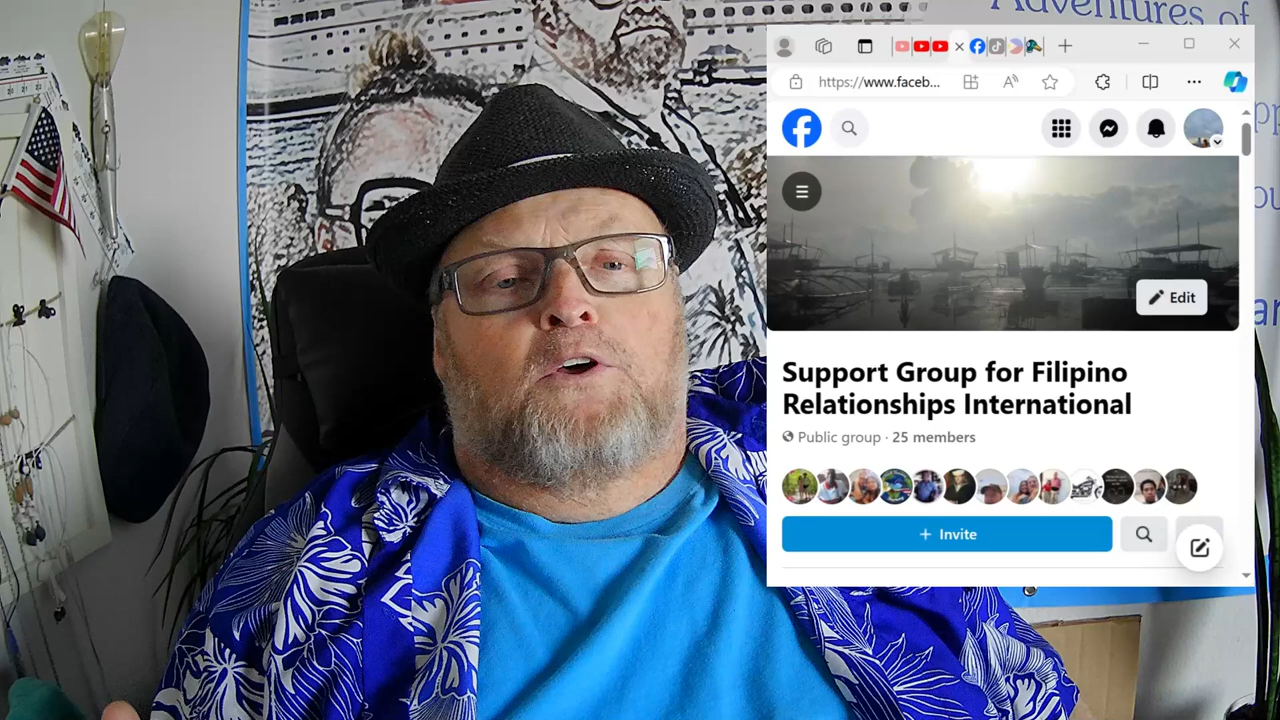 Adventures of
https://www.faceb...
Edit
Support Group for Filipino
Relationships International
Public group · 25 members
+ Invite